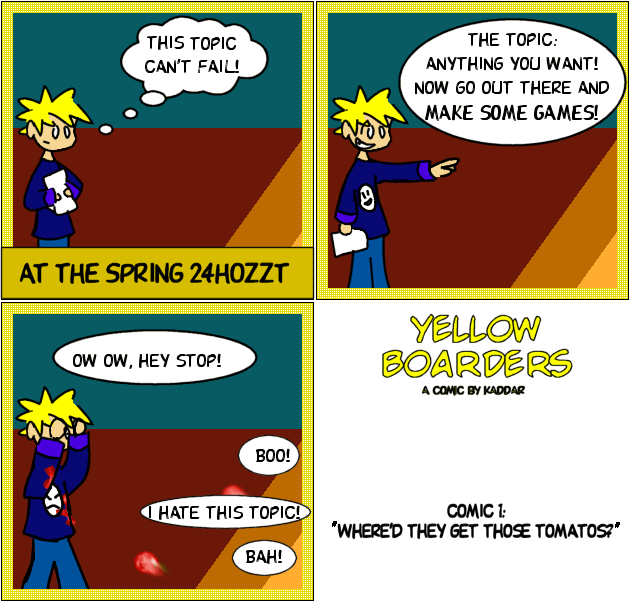 THIS TOPIC
CAN'T FAIL!
AT THE SPRING 24HOZZT
THE TOPIC:
ANYTHING YOU WANT!
NOW GO OUT THERE AND
MAKE SOME GAMES!
OW OW, HEY STOP!
BOO!
I HATE THIS TOPIC!
BAH!
YELLOW
BOARDERS
A COMIC BY KADDAR
COMIC 1:
"WHERE'D THEY GET THOSE TOMATOS?"